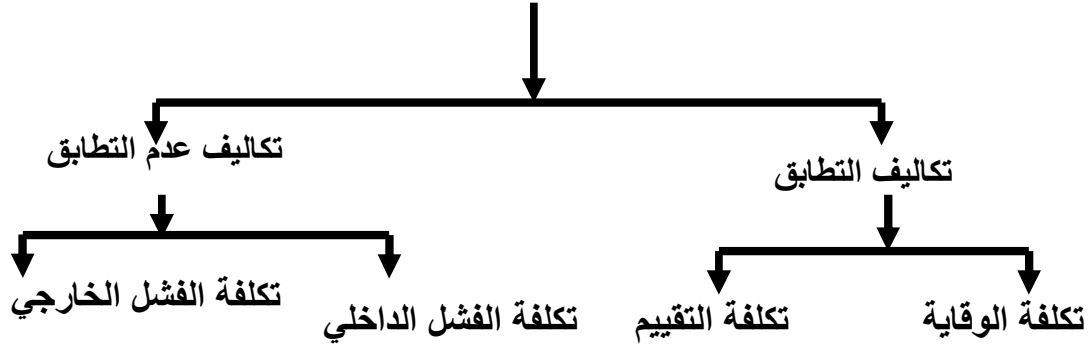 تكاليف التطابق
تكاليف عدم التطابق
تكلفة الوقاية
تكلفة التقييم
تكلفة الفشل الداخلي
تكلفة الفشل الخارجي